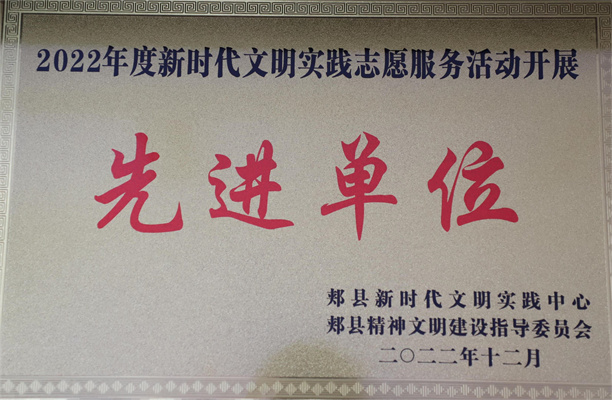 2022年度新时代文明实践志愿服务活动开展
先进单位
郏县新时代文明实践中心
郏县精神文明建设指导委员会
二〇二二年十二月